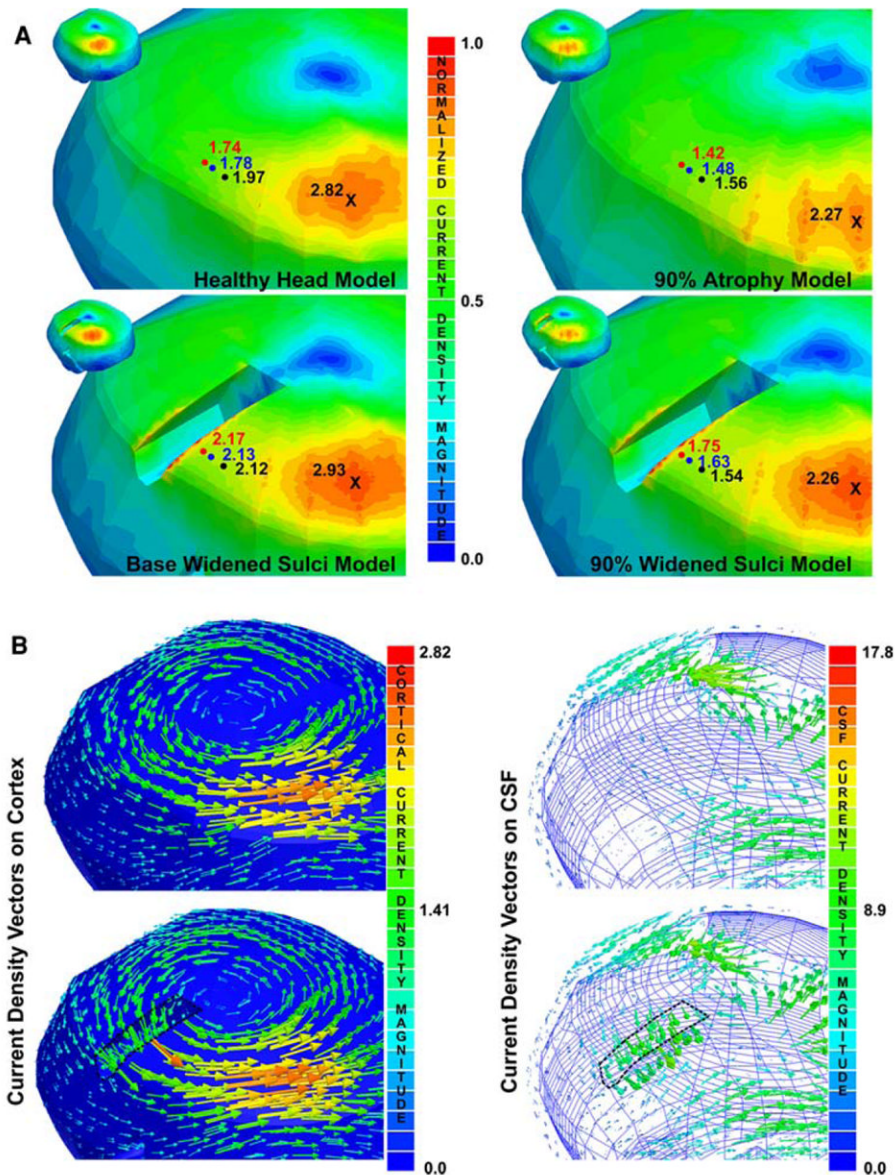 A
1.74
1.78
1.97
2.82 X
Healthy Head Model
1.0
NORMALIZED CURRENT DENSITY MAGNITUDE
0.5
0.0
1.42
1.48
1.56
2.27
X
90% Atrophy Model
2.17
2.13
2.12
2.93
X
Base Widened Sulci Model
1.75
1.63
1.54
2.26
X
90% Widened Sulci Model
B
Current Density Vectors on Cortex
2.82
CORTICAL CURRENT DENSITY MAGNITUDE
1.41
0.0
Current Density Vectors on CSF
17.8
CSF CURRENT DENSITY MAGNITUDE
8.9
0.0